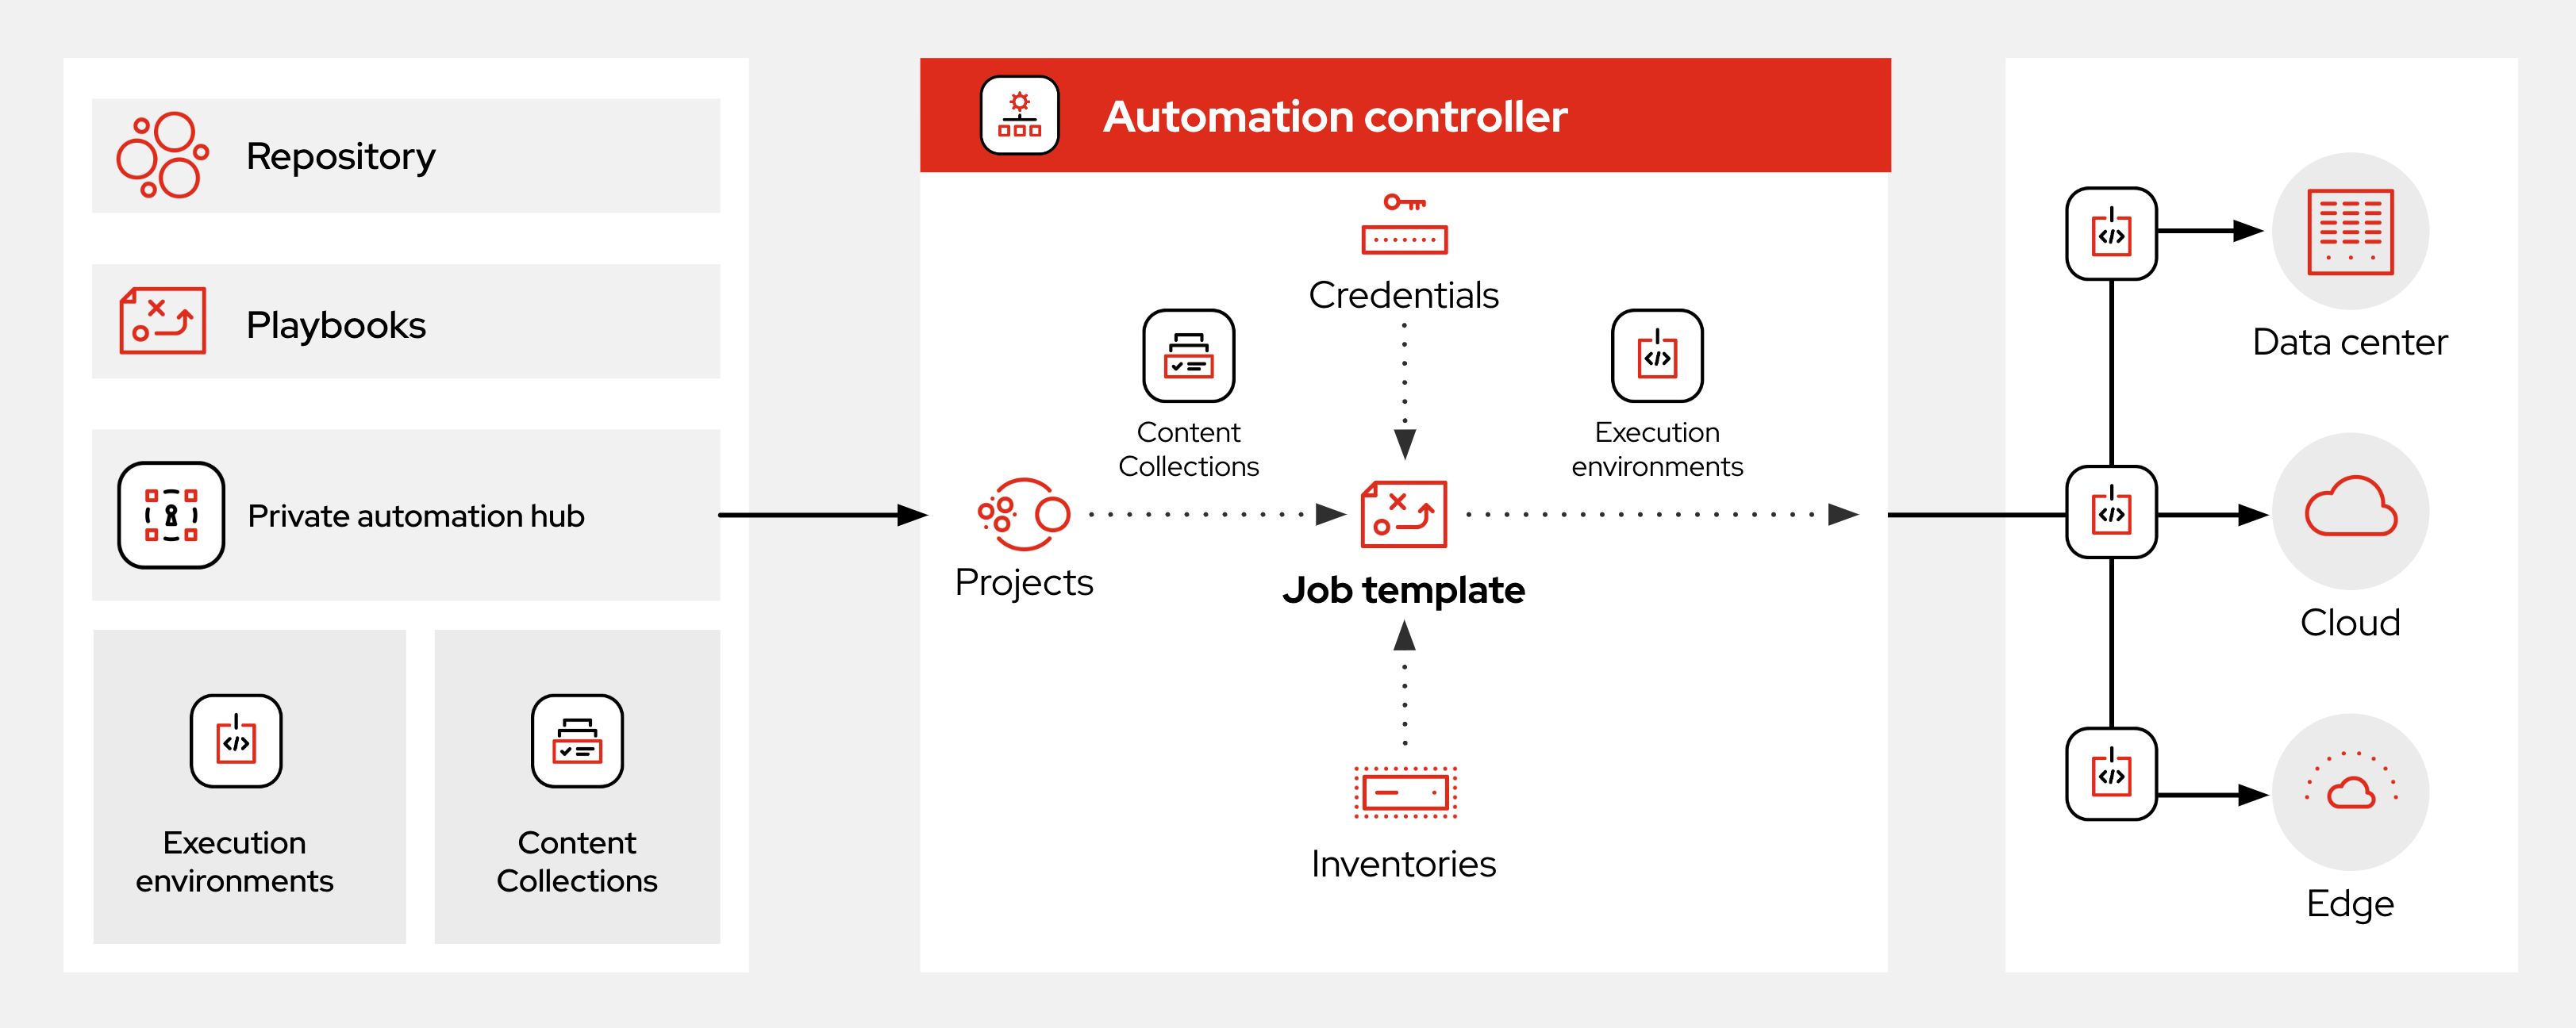 Repository
Playbooks
Private automation hub
Execution
environments
Content
Collections
Automation controller
Credentials
Content
Collections
Execution
environments
Projects
Job template
Inventories
Data center
Cloud
Edge